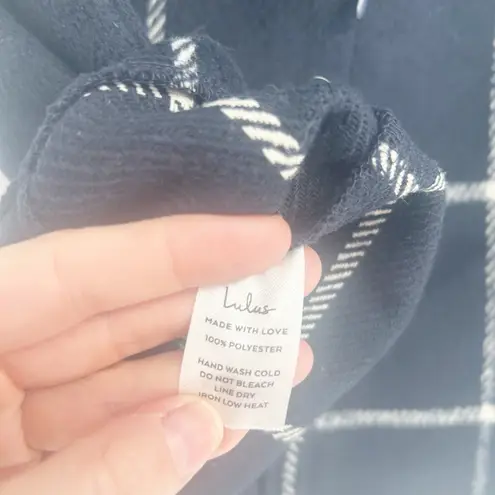 Lulus
MADE WITH LOVE
100% POLYESTER
HAND WASH COLD
DO NOT BLEACH
LINE DRY
IRON LOW HEAT